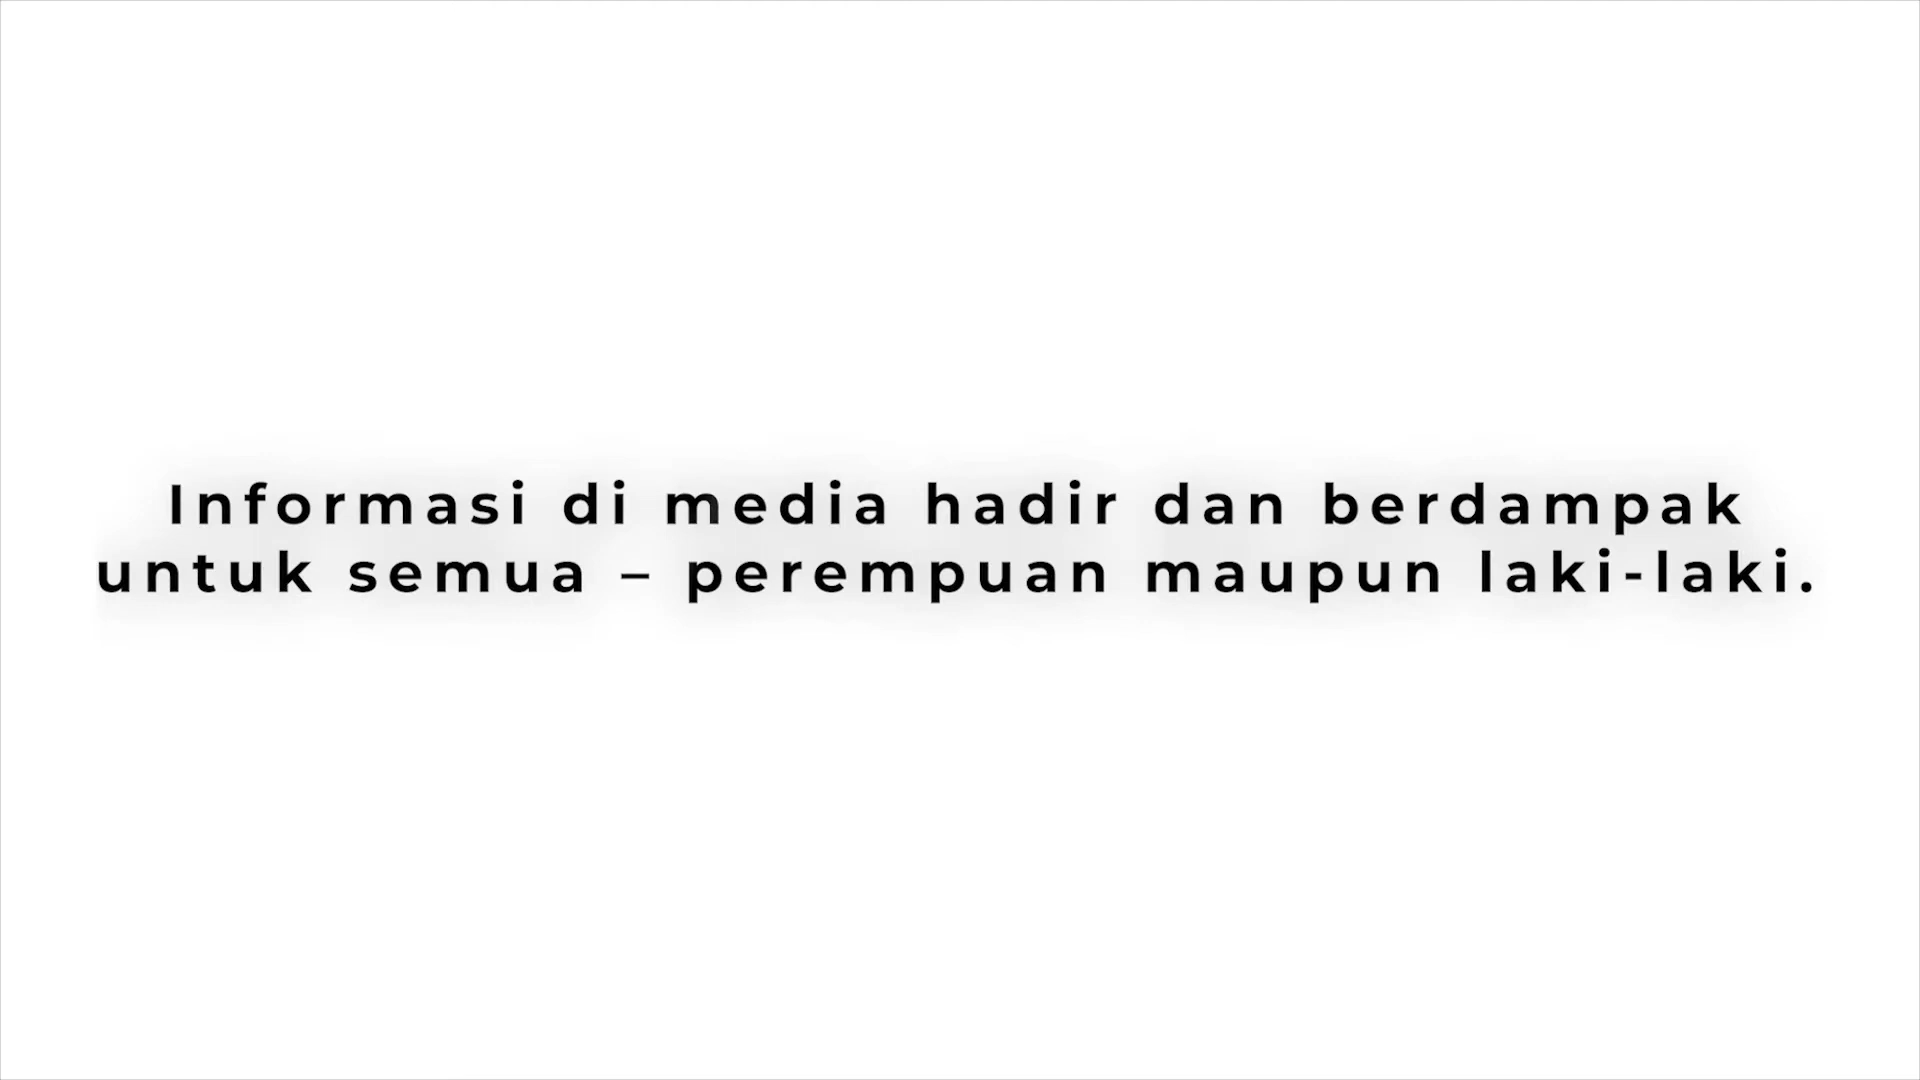 Informasi di media hadir dan berdampak
untuk semua – perempuan maupun laki-laki.